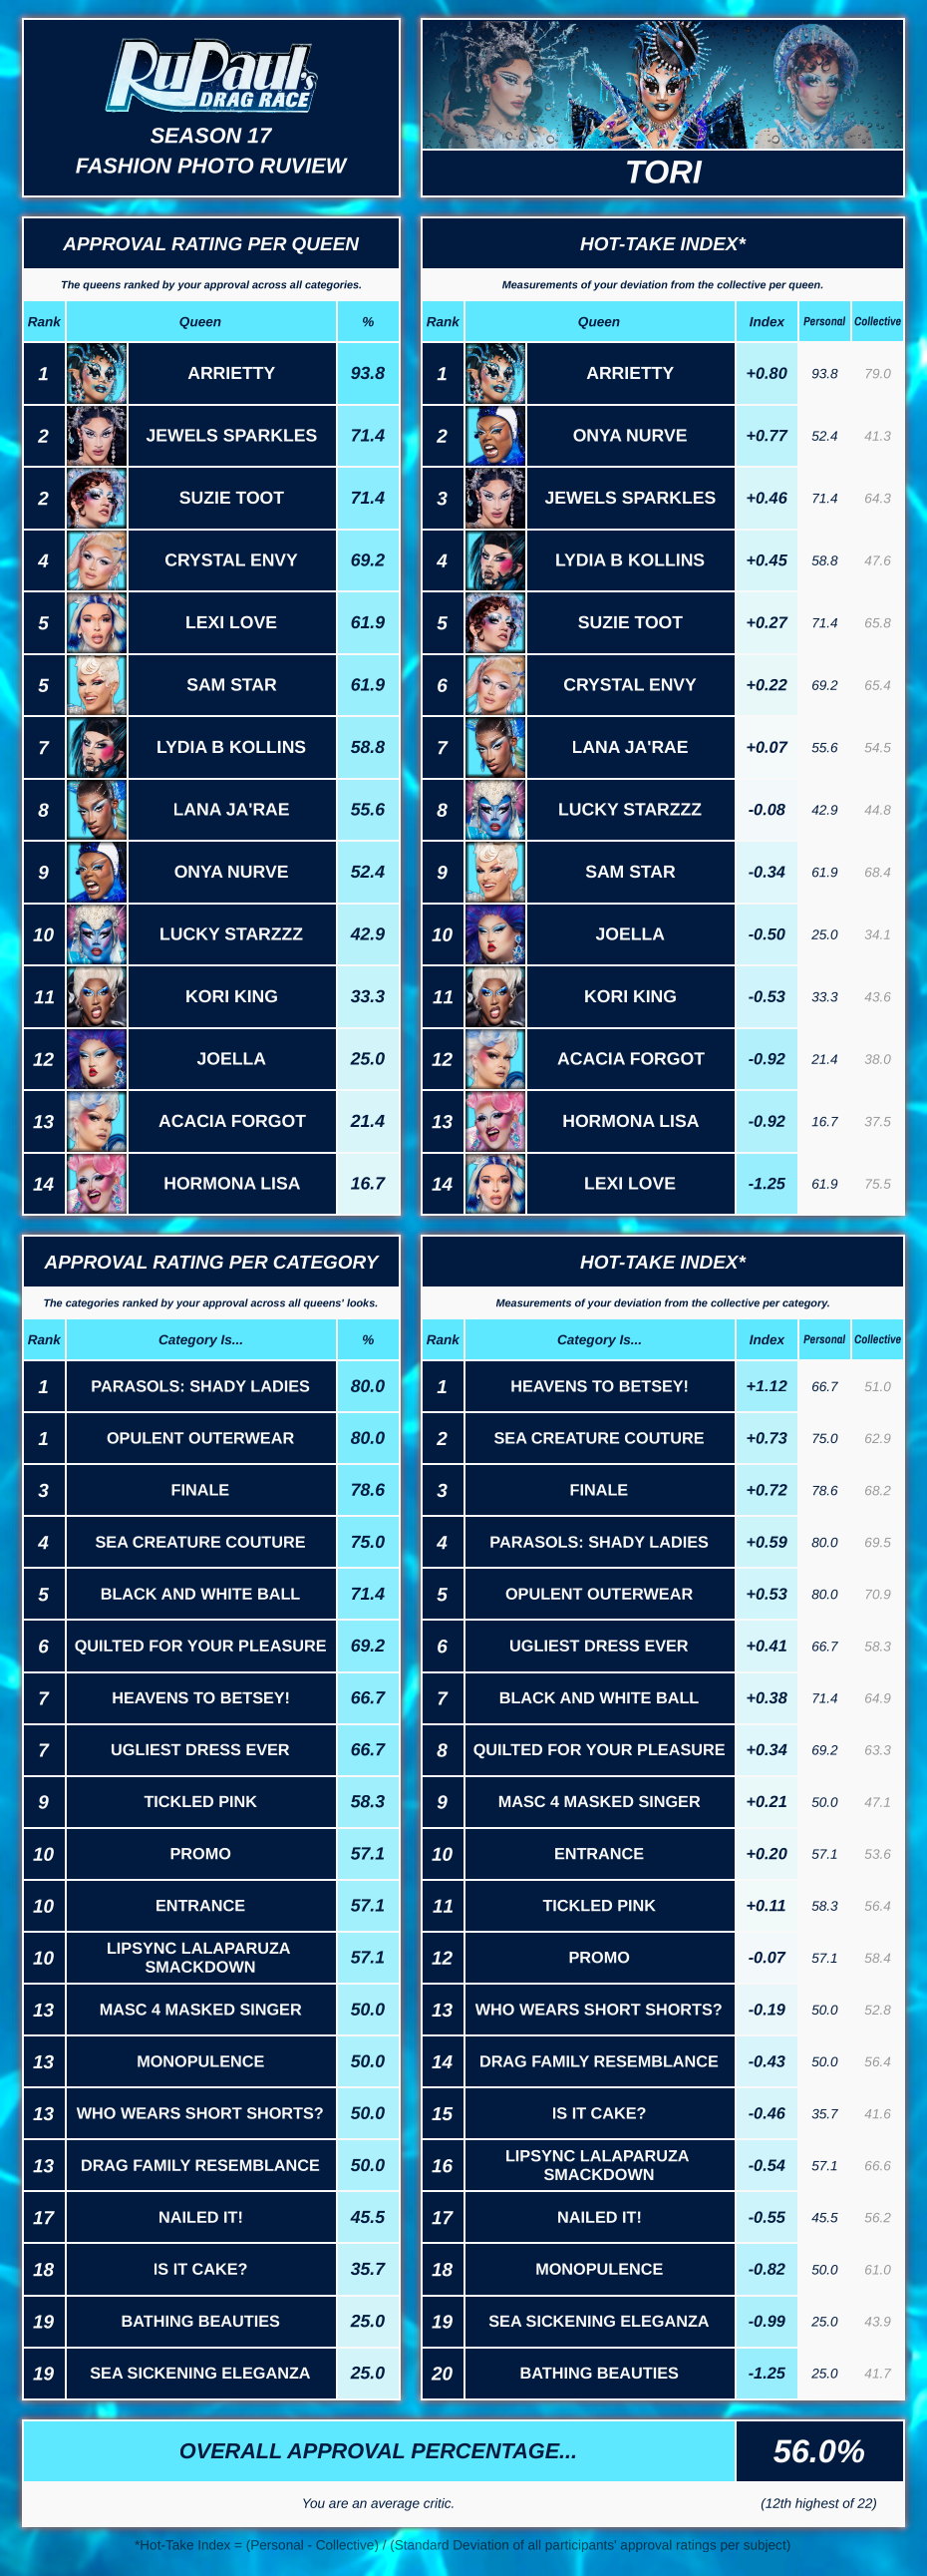 RuPaul's
DRAG RACE
SEASON 17
FASHION PHOTO RUVIEW
TORI
APPROVAL RATING PER QUEEN
The queens ranked by your approval across all categories.
Rank Queen %
1 ARRIETTY 93.8
2 JEWELS SPARKLES 71.4
2 SUZIE TOOT 71.4
4 CRYSTAL ENVY 69.2
5 LEXI LOVE 61.9
5 SAM STAR 61.9
7 LYDIA B KOLLINS 58.8
8 LANA JA'RAE 55.6
9 ONYA NURVE 52.4
10 LUCKY STARZZZ 42.9
11 KORI KING 33.3
12 JOELLA 25.0
13 ACACIA FORGOT 21.4
14 HORMONA LISA 16.7
HOT-TAKE INDEX*
Measurements of your deviation from the collective per queen.
Rank Queen Index Personal Collective
1 ARRIETTY +0.80 93.8 79.0
2 ONYA NURVE +0.77 52.4 41.3
3 JEWELS SPARKLES +0.46 71.4 64.3
4 LYDIA B KOLLINS +0.45 58.8 47.6
5 SUZIE TOOT +0.27 71.4 65.8
6 CRYSTAL ENVY +0.22 69.2 65.4
7 LANA JA'RAE +0.07 55.6 54.5
8 LUCKY STARZZZ -0.08 42.9 44.8
9 SAM STAR -0.34 61.9 68.4
10 JOELLA -0.50 25.0 34.1
11 KORI KING -0.53 33.3 43.6
12 ACACIA FORGOT -0.92 21.4 38.0
13 HORMONA LISA -0.92 16.7 37.5
14 LEXI LOVE -1.25 61.9 75.5
APPROVAL RATING PER CATEGORY
The categories ranked by your approval across all queens' looks.
Rank Category Is... %
1 PARASOLS: SHADY LADIES 80.0
1 OPULENT OUTERWEAR 80.0
3 FINALE 78.6
4 SEA CREATURE COUTURE 75.0
5 BLACK AND WHITE BALL 71.4
6 QUILTED FOR YOUR PLEASURE 69.2
7 HEAVENS TO BETSEY! 66.7
7 UGLIEST DRESS EVER 66.7
9 TICKLED PINK 58.3
10 PROMO 57.1
10 ENTRANCE 57.1
10 LIPSYNC LALAPARUZA
SMACKDOWN 57.1
13 MASC 4 MASKED SINGER 50.0
13 MONOPULENCE 50.0
13 WHO WEARS SHORT SHORTS? 50.0
13 DRAG FAMILY RESEMBLANCE 50.0
17 NAILED IT! 45.5
18 IS IT CAKE? 35.7
19 BATHING BEAUTIES 25.0
19 SEA SICKENING ELEGANZA 25.0
HOT-TAKE INDEX*
Measurements of your deviation from the collective per category.
Rank Category Is... Index Personal Collective
1 HEAVENS TO BETSEY! +1.12 66.7 51.0
2 SEA CREATURE COUTURE +0.73 75.0 62.9
3 FINALE +0.72 78.6 68.2
4 PARASOLS: SHADY LADIES +0.59 80.0 69.5
5 OPULENT OUTERWEAR +0.53 80.0 70.9
6 UGLIEST DRESS EVER +0.41 66.7 58.3
7 BLACK AND WHITE BALL +0.38 71.4 64.9
8 QUILTED FOR YOUR PLEASURE +0.34 69.2 63.3
9 MASC 4 MASKED SINGER +0.21 50.0 47.1
10 ENTRANCE +0.20 57.1 53.6
11 TICKLED PINK +0.11 58.3 56.4
12 PROMO -0.07 57.1 58.4
13 WHO WEARS SHORT SHORTS? -0.19 50.0 52.8
14 DRAG FAMILY RESEMBLANCE -0.43 50.0 56.4
15 IS IT CAKE? -0.46 35.7 41.6
16 LIPSYNC LALAPARUZA
SMACKDOWN -0.54 57.1 66.6
17 NAILED IT! -0.55 45.5 56.2
18 MONOPULENCE -0.82 50.0 61.0
19 SEA SICKENING ELEGANZA -0.99 25.0 43.9
20 BATHING BEAUTIES -1.25 25.0 41.7
OVERALL APPROVAL PERCENTAGE... 56.0%
You are an average critic. (12th highest of 22)
*Hot-Take Index = (Personal - Collective) / (Standard Deviation of all participants' approval ratings per subject)